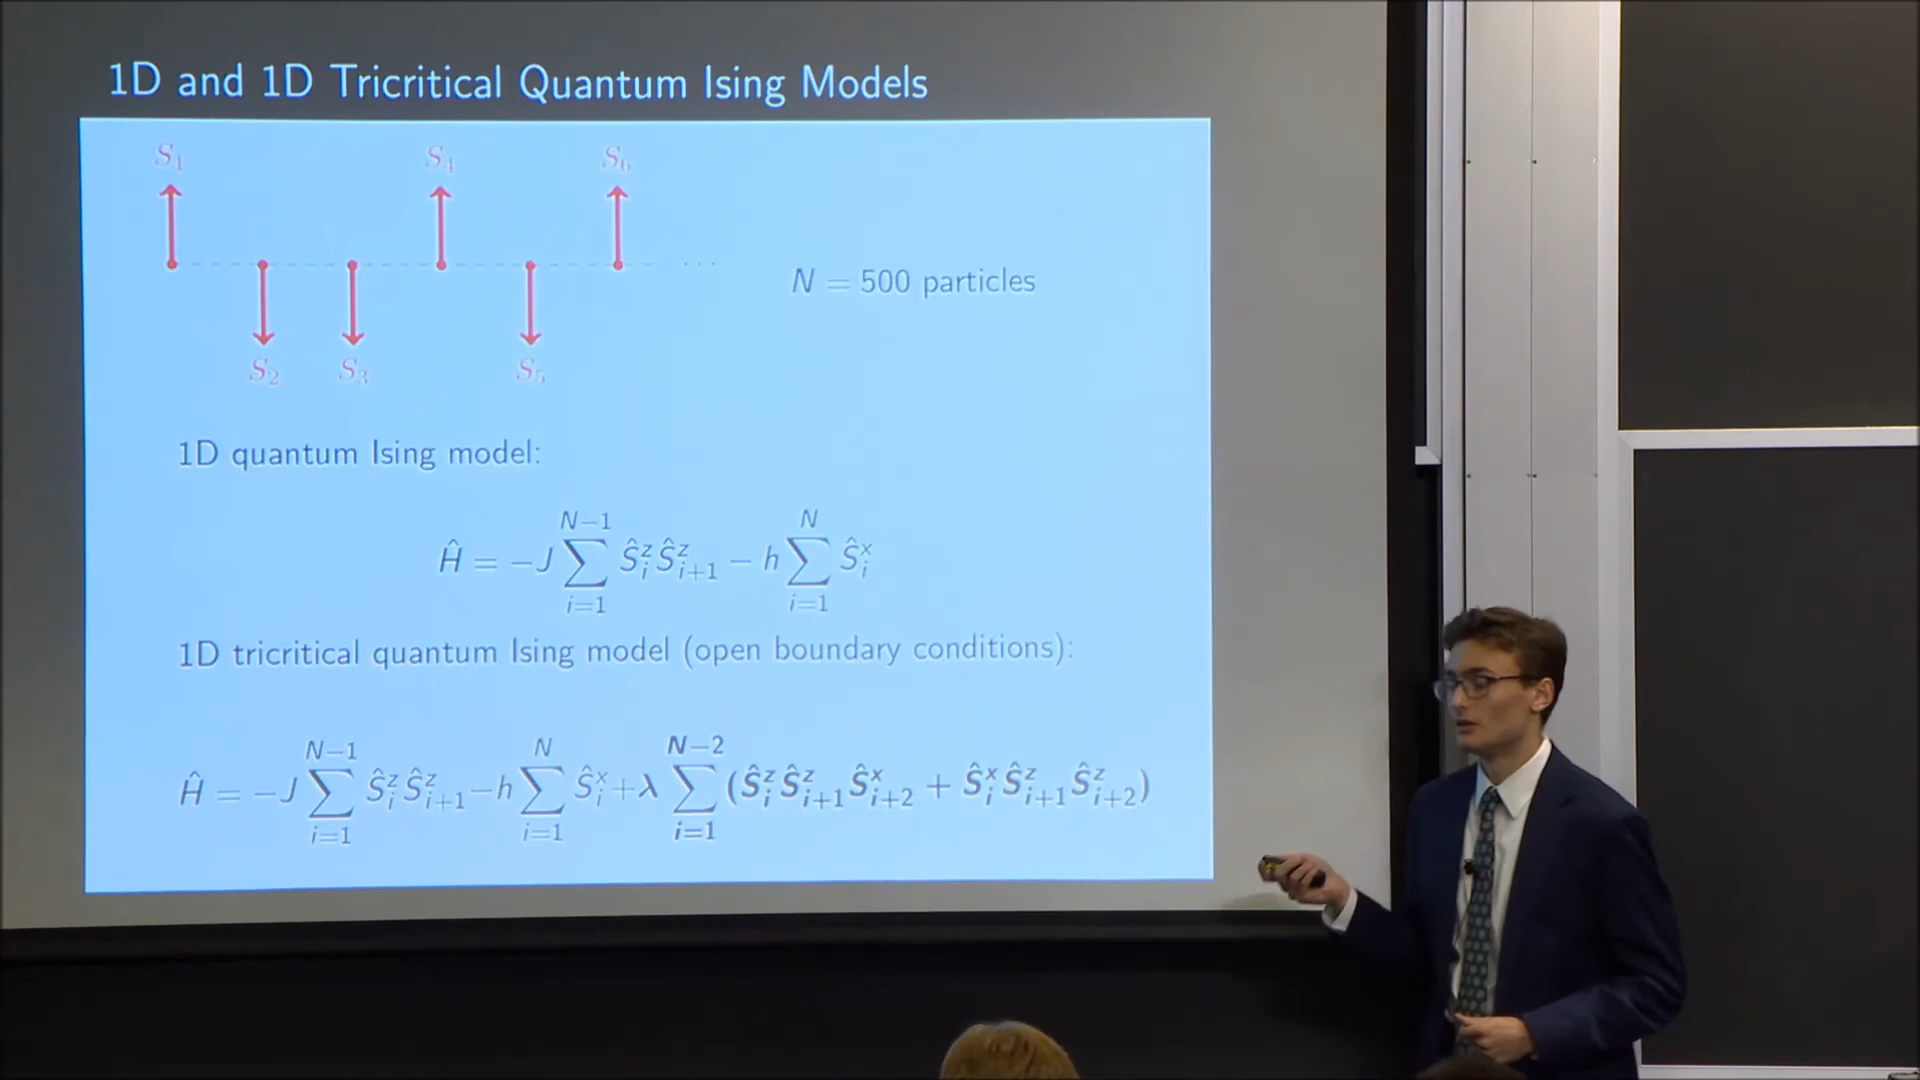 1D and 1D Tricritical Quantum Ising Models
S₁ S₄ S₆
N = 500 particles
S₂ S₃ S₅
1D quantum Ising model:
Ĥ = −J ∑_{i=1}^{N−1} Ŝ_i^z Ŝ_{i+1}^z − h ∑_{i=1}^{N} Ŝ_i^x
1D tricritical quantum Ising model (open boundary conditions):
Ĥ = −J ∑_{i=1}^{N−1} Ŝ_i^z Ŝ_{i+1}^z − h ∑_{i=1}^{N} Ŝ_i^x + λ ∑_{i=1}^{N−2} (Ŝ_i^z Ŝ_{i+1}^z Ŝ_{i+2}^x + Ŝ_i^x Ŝ_{i+1}^z Ŝ_{i+2}^z)